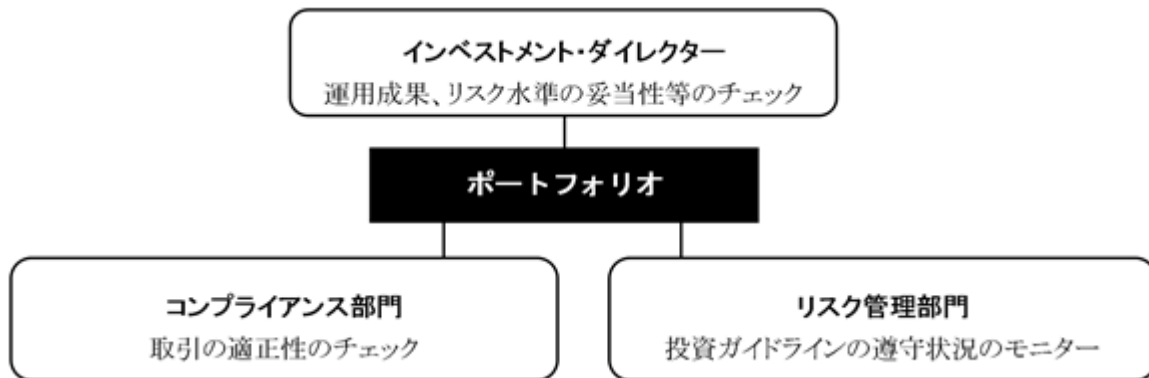 インベストメント・ダイレクター
運用成果、リスク水準の妥当性等のチェック
ポートフォリオ
コンプライアンス部門
取引の適正性のチェック
リスク管理部門
投資ガイドラインの遵守状況のモニター